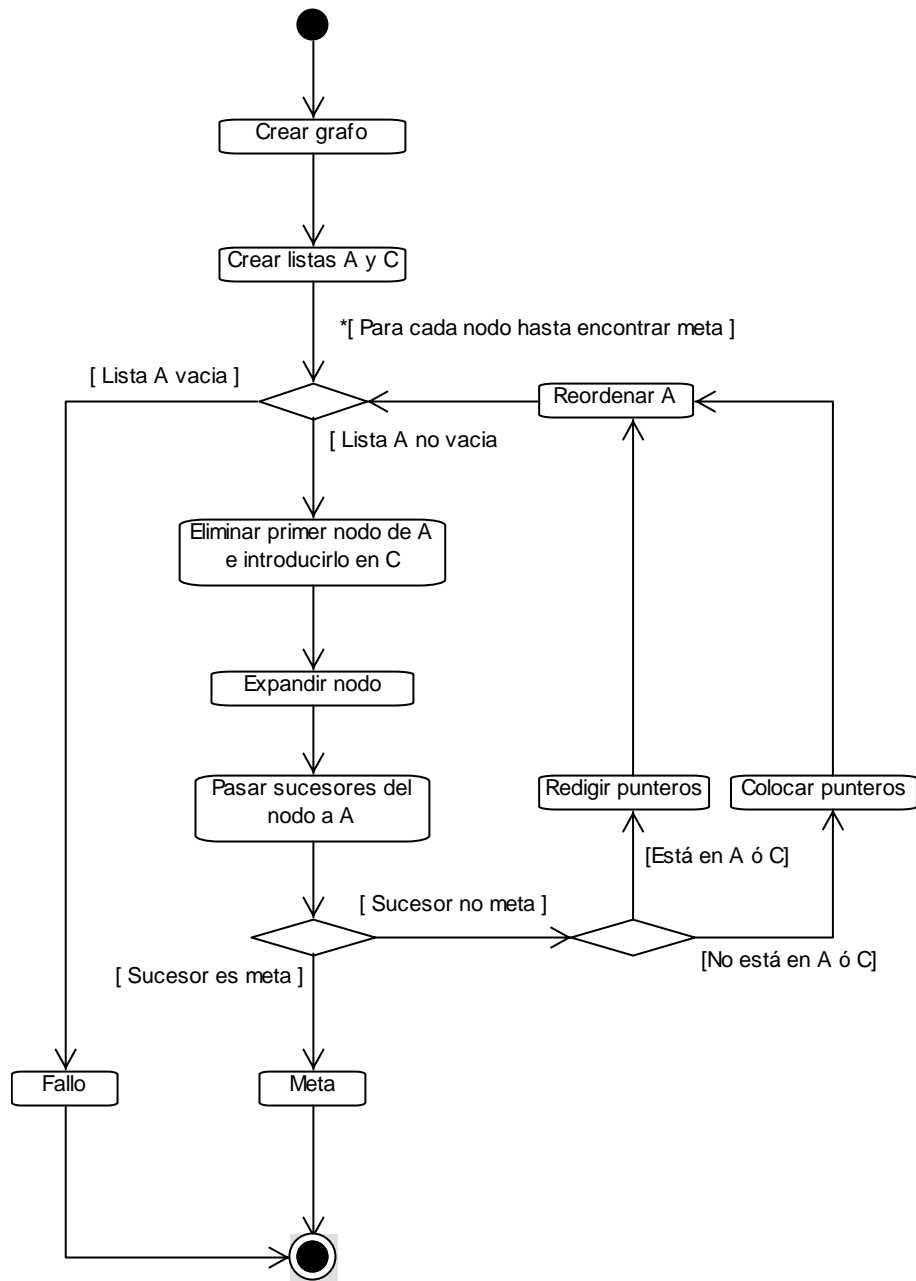 Crear grafo
Crear listas A y C
*[ Para cada nodo hasta encontrar meta ]
[ Lista A vacia ]
Reordenar A
[ Lista A no vacia
Eliminar primer nodo de A
e introducirlo en C
Expandir nodo
Pasar sucesores del
nodo a A
Redigir punteros
Colocar punteros
[Está en A ó C]
[ Sucesor no meta ]
[No está en A ó C]
[ Sucesor es meta ]
Fallo
Meta